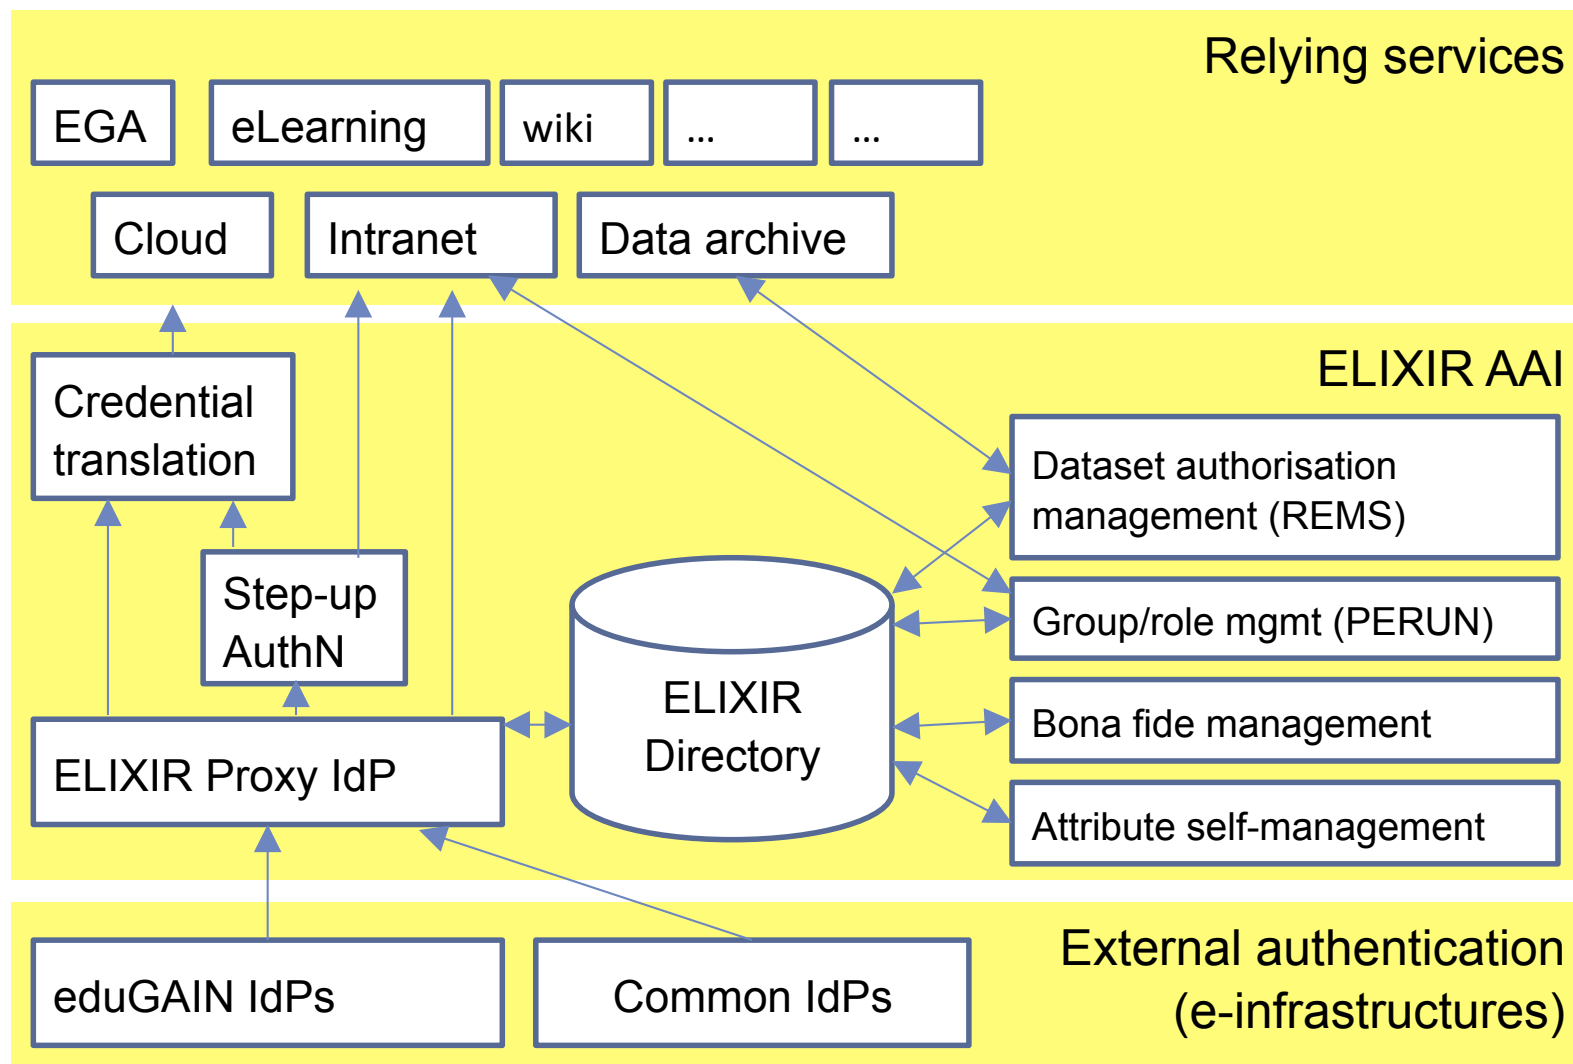 Relying services
EGA
eLearning
wiki
...
...
Cloud
Intranet
Data archive
ELIXIR AAI
Credential
translation
Dataset authorisation
management (REMS)
Step-up
AuthN
Group/role mgmt (PERUN)
ELIXIR
Directory
Bona fide management
ELIXIR Proxy IdP
Attribute self-management
External authentication
(e-infrastructures)
eduGAIN IdPs
Common IdPs